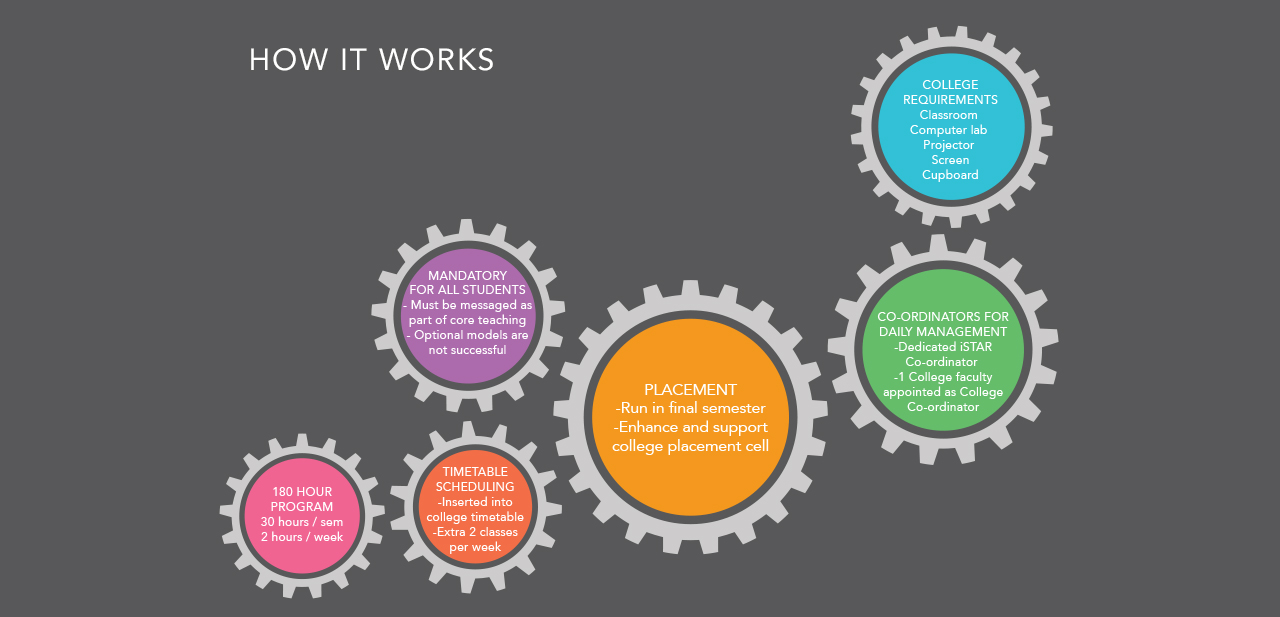 HOW IT WORKS
COLLEGE
REQUIREMENTS
Classroom
Computer lab
Projector
Screen
Cupboard
MANDATORY
FOR ALL STUDENTS
- Must be messaged as
part of core teaching
- Optional models are
not successful
CO-ORDINATORS FOR
DAILY MANAGEMENT
-Dedicated iSTAR
Co-ordinator
-1 College faculty
appointed as College
Co-ordinator
PLACEMENT
-Run in final semester
-Enhance and support
college placement cell
TIMETABLE
SCHEDULING
-Inserted into
college timetable
-Extra 2 classes
per week
180 HOUR
PROGRAM
30 hours / sem
2 hours / week